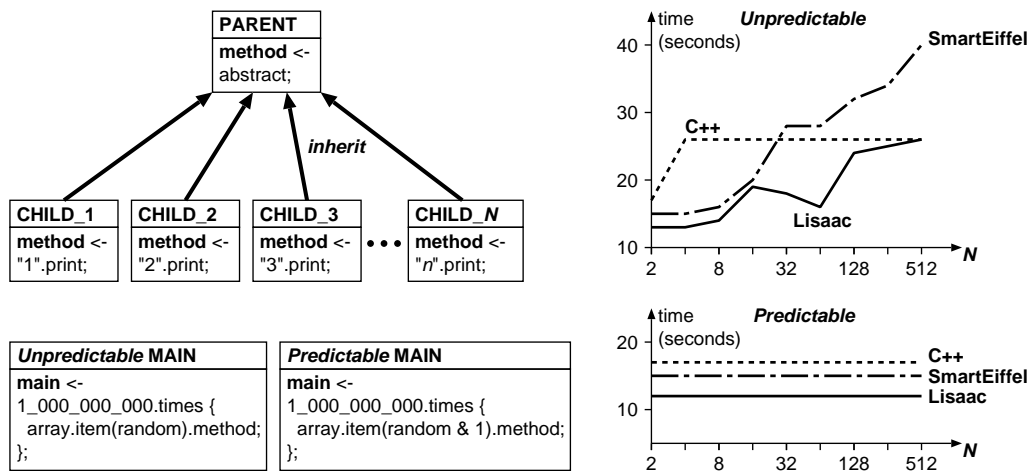 PARENT
method <-
abstract;
inherit
CHILD_1
method <-
"1".print;
CHILD_2
method <-
"2".print;
CHILD_3
method <-
"3".print;
•••
CHILD_N
method <-
"n".print;
Unpredictable MAIN
main <-
1_000_000_000.times {
array.item(random).method;
};
Predictable MAIN
main <-
1_000_000_000.times {
array.item(random & 1).method;
};
time
(seconds)
Unpredictable
40
30
20
10
SmartEiffel
C++
Lisaac
2 8 32 128 512 N
time
(seconds)
Predictable
20
10
C++
SmartEiffel
Lisaac
2 8 32 128 512 N